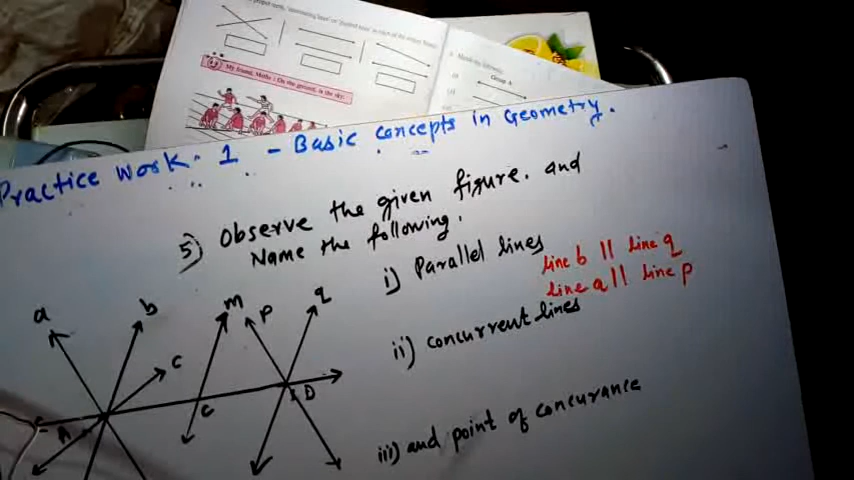 My friend, Maths : On the ground, in the sky.
Group A
Practice work. 1 - Basic concepts in Geometry.
5) Observe the given figure. and
Name the following.
i) Parallel lines
line b || line q
line a || line p
ii) concurrent lines
iii) and point of concurance
a
b
c
m
p
q
A
C
D